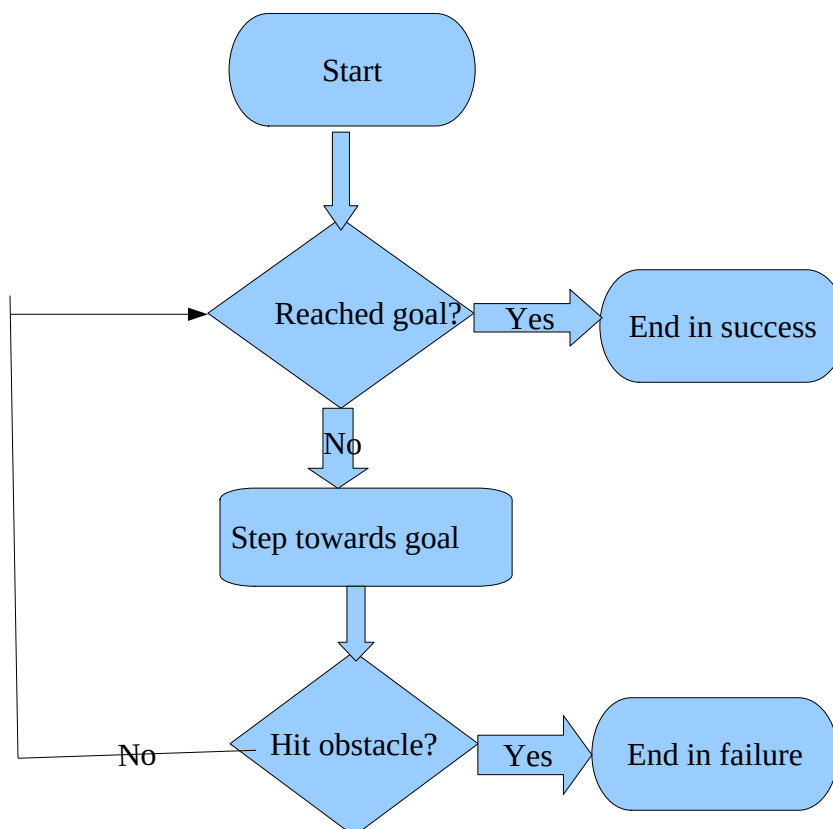 Start
Reached goal?
Yes
End in success
No
Step towards goal
Hit obstacle?
No
Yes
End in failure